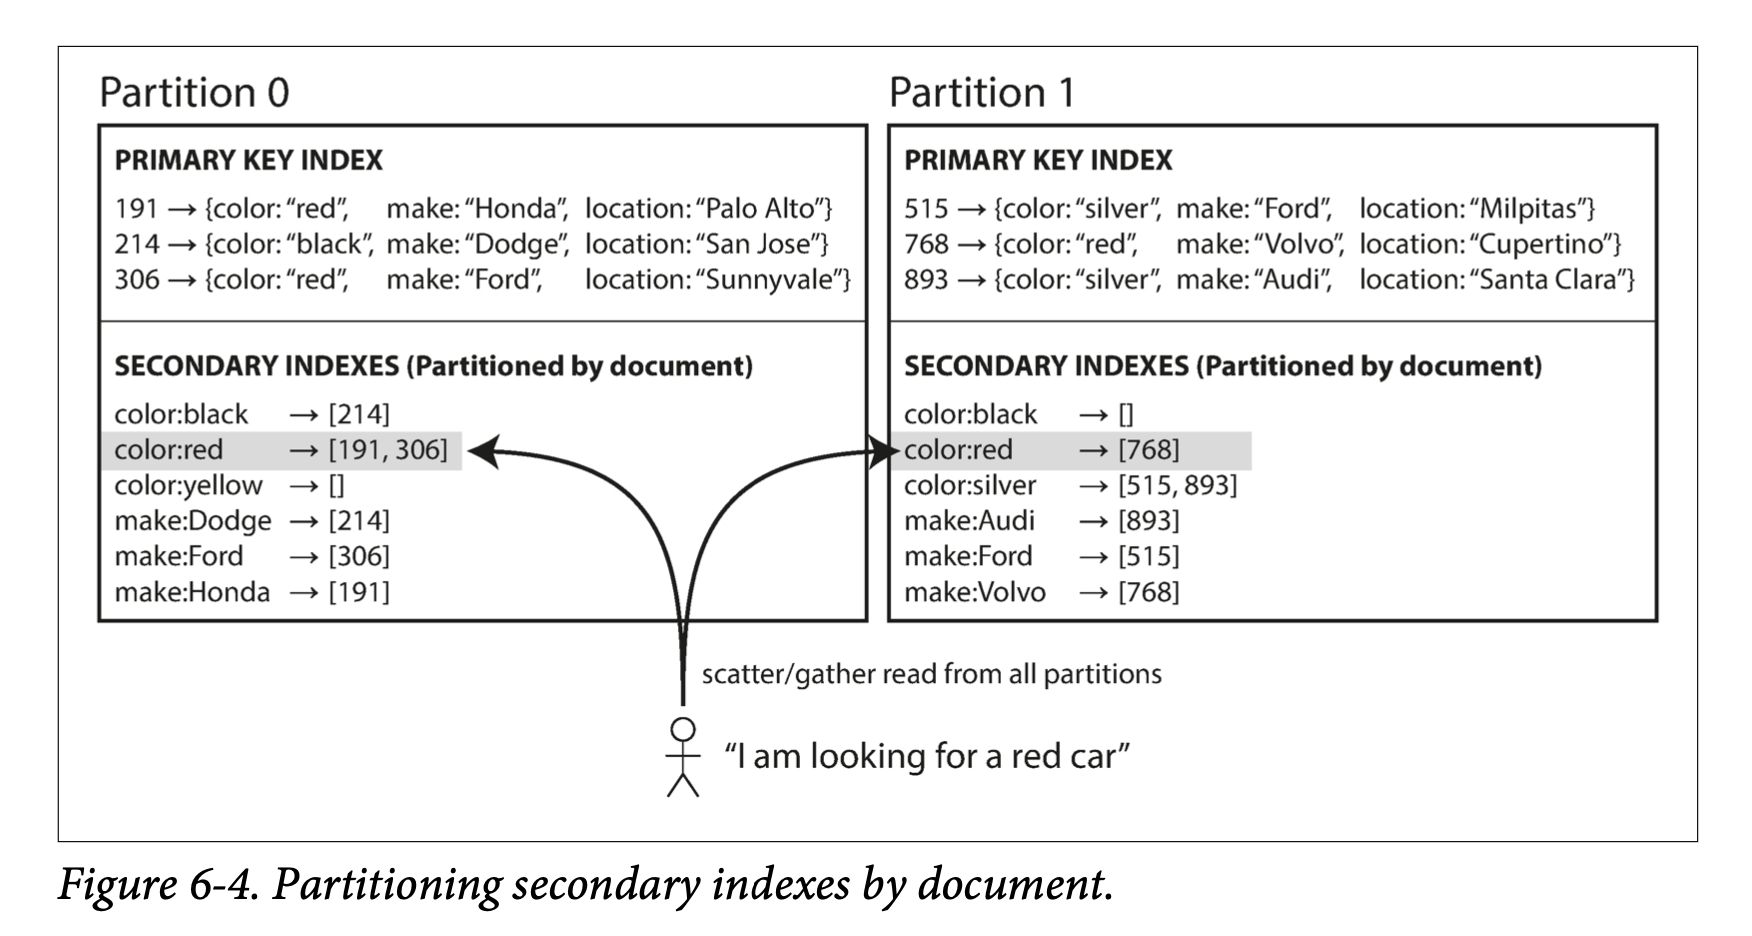 Partition 0
PRIMARY KEY INDEX
191 → {color: “red”, make: “Honda”, location: “Palo Alto”}
214 → {color: “black”, make: “Dodge”, location: “San Jose”}
306 → {color: “red”, make: “Ford”, location: “Sunnyvale”}
SECONDARY INDEXES (Partitioned by document)
color:black → [214]
color:red → [191, 306]
color:yellow → []
make:Dodge → [214]
make:Ford → [306]
make:Honda → [191]
Partition 1
PRIMARY KEY INDEX
515 → {color: “silver”, make: “Ford”, location: “Milpitas”}
768 → {color: “red”, make: “Volvo”, location: “Cupertino”}
893 → {color: “silver”, make: “Audi”, location: “Santa Clara”}
SECONDARY INDEXES (Partitioned by document)
color:black → []
color:red → [768]
color:silver → [515, 893]
make:Audi → [893]
make:Ford → [515]
make:Volvo → [768]
scatter/gather read from all partitions
“I am looking for a red car”
Figure 6-4. Partitioning secondary indexes by document.